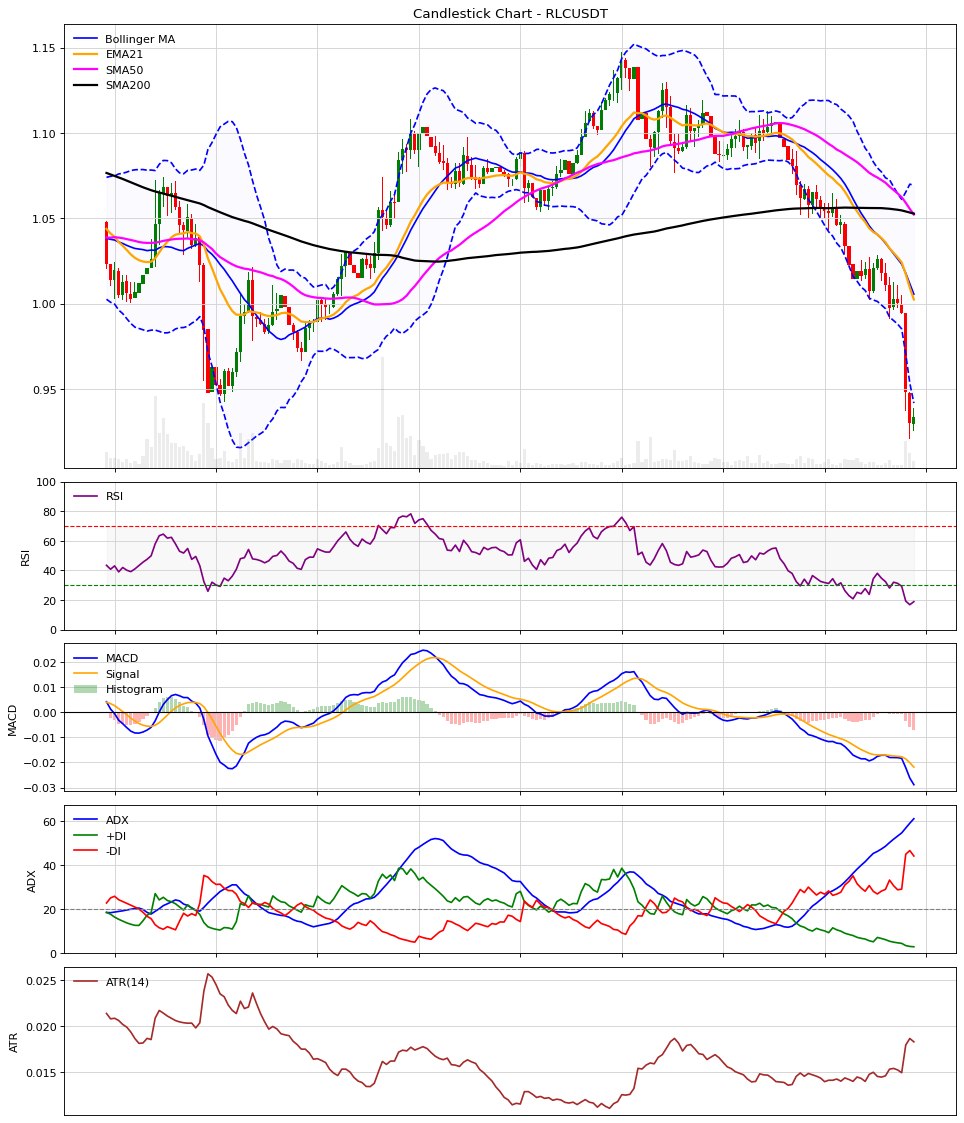 Candlestick Chart - RLCUSDT
Bollinger MA
EMA21
SMA50
SMA200
1.15
1.10
1.05
1.00
0.95
RSI
RSI
100
80
60
40
20
0
MACD
Signal
Histogram
MACD
0.02
0.01
0.00
−0.01
−0.02
−0.03
ADX
+DI
-DI
ADX
60
40
20
0
ATR(14)
ATR
0.025
0.020
0.015